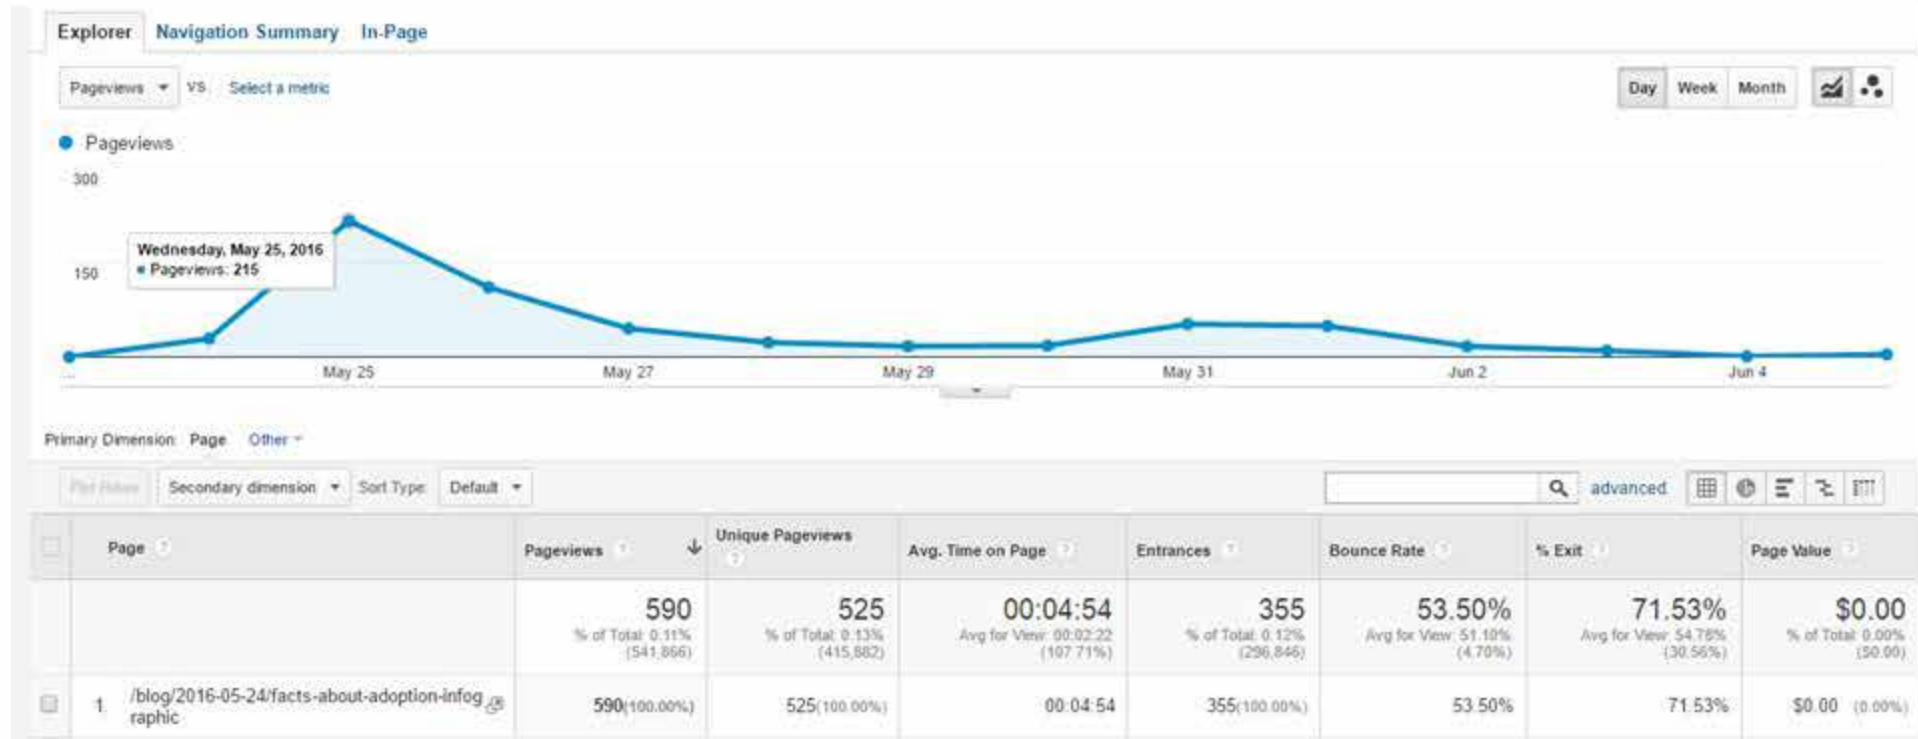 Explorer Navigation Summary In-Page
Pageviews VS. Select a metric Day Week Month
Pageviews
300
150
Wednesday, May 25, 2016
Pageviews: 215
... May 25 May 27 May 29 May 31 Jun 2 Jun 4
Primary Dimension: Page Other
Plot Rows Secondary dimension Sort Type: Default advanced
Page ? Pageviews ? Unique Pageviews ? Avg. Time on Page ? Entrances ? Bounce Rate ? % Exit ? Page Value ?
590 525 00:04:54 355 53.50% 71.53% $0.00
% of Total: 0.11% % of Total: 0.13% Avg for View: 00:02:22 % of Total: 0.12% Avg for View: 51.10% Avg for View: 54.78% % of Total: 0.00%
(541,866) (415,882) (107.71%) (296,846) (4.70%) (30.56%) ($0.00)
1 /blog/2016-05-24/facts-about-adoption-infog 590(100.00%) 525(100.00%) 00:04:54 355(100.00%) 53.50% 71.53% $0.00 (0.00%)
raphic